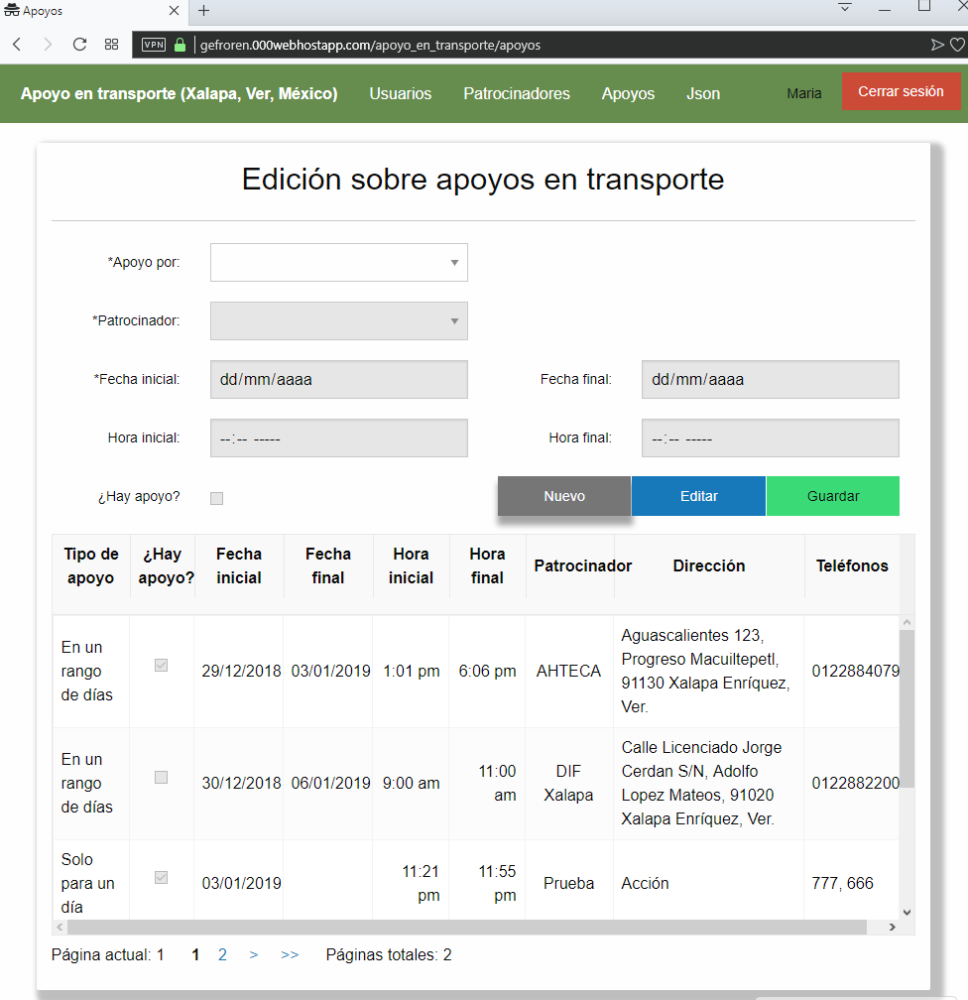 Apoyos
VPN gefroren.000webhostapp.com/apoyo_en_transporte/apoyos
Apoyo en transporte (Xalapa, Ver, México) Usuarios Patrocinadores Apoyos Json Maria Cerrar sesión
Edición sobre apoyos en transporte
*Apoyo por:
*Patrocinador:
*Fecha inicial: dd/mm/aaaa Fecha final: dd/mm/aaaa
Hora inicial: --:-- ----- Hora final: --:-- -----
¿Hay apoyo? Nuevo Editar Guardar
Tipo de apoyo ¿Hay apoyo? Fecha inicial Fecha final Hora inicial Hora final Patrocinador Dirección Teléfonos
En un rango de días 29/12/2018 03/01/2019 1:01 pm 6:06 pm AHTECA Aguascalientes 123, Progreso Macuiltepetl, 91130 Xalapa Enríquez, Ver. 0122884079
En un rango de días 30/12/2018 06/01/2019 9:00 am 11:00 am DIF Xalapa Calle Licenciado Jorge Cerdan S/N, Adolfo Lopez Mateos, 91020 Xalapa Enríquez, Ver. 0122882200
Solo para un día 03/01/2019 11:21 pm 11:55 pm Prueba Acción 777, 666
Página actual: 1 1 2 > >> Páginas totales: 2